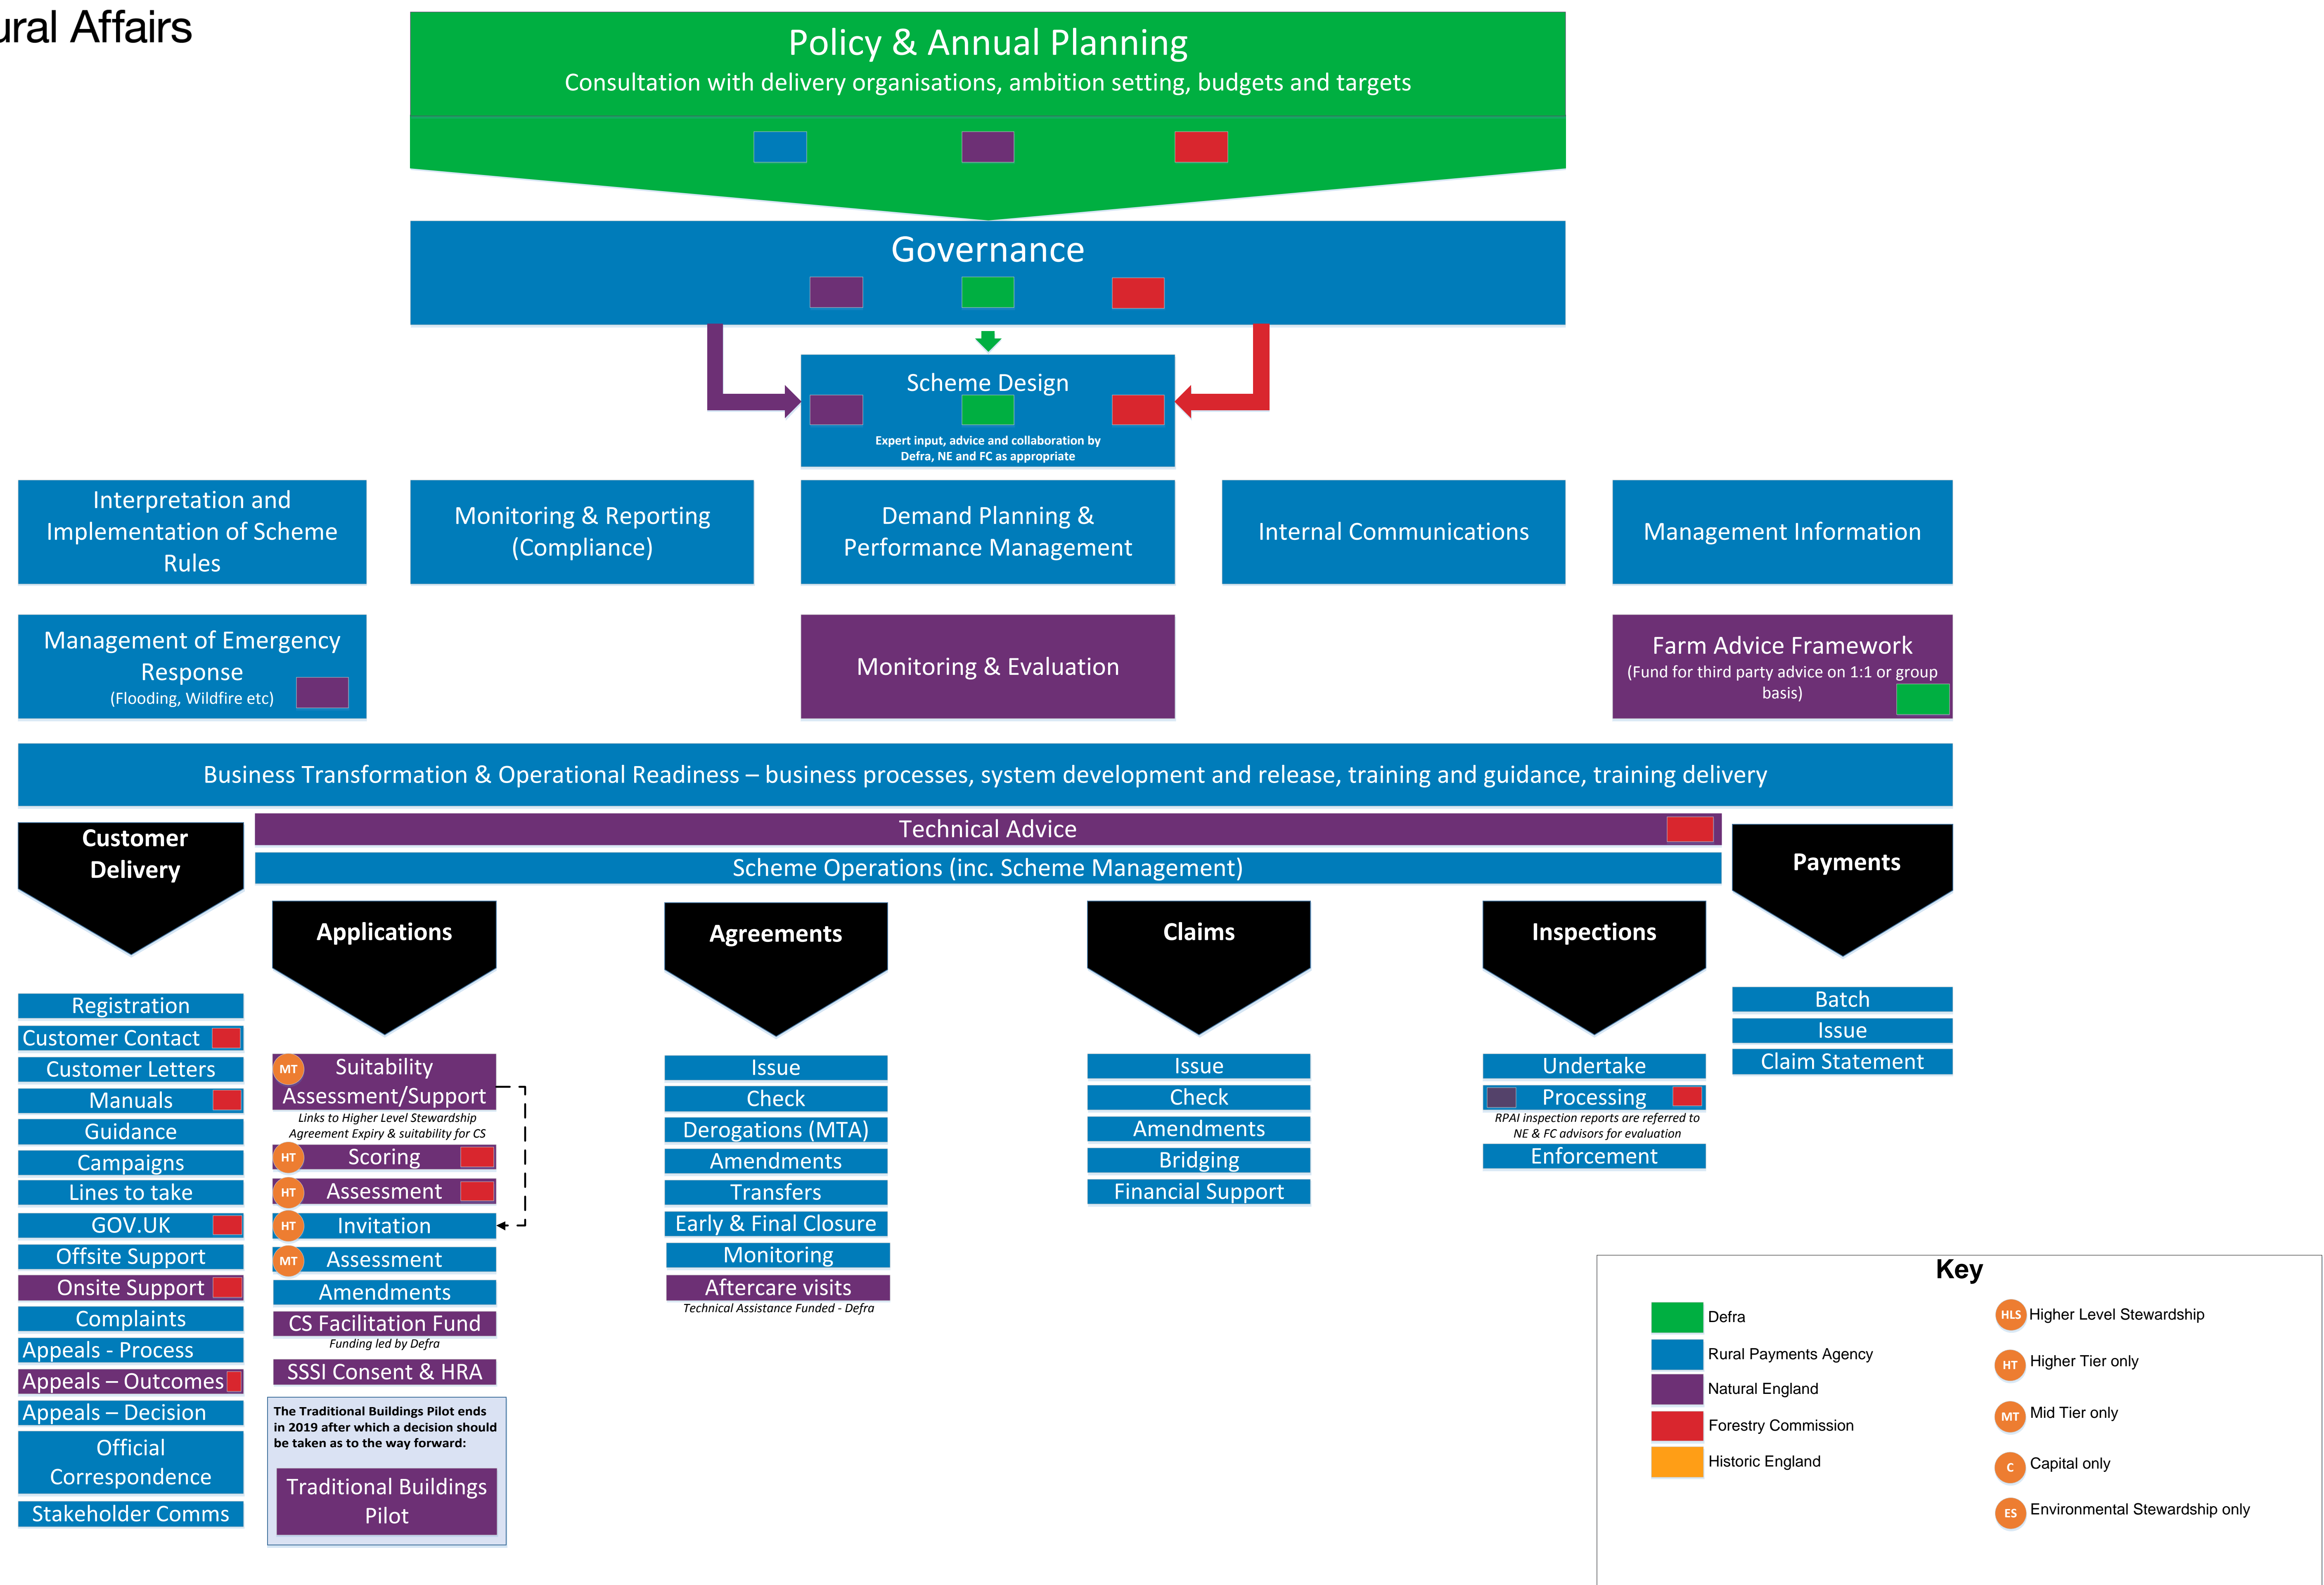 ural Affairs
Policy & Annual Planning
Consultation with delivery organisations, ambition setting, budgets and targets
Governance
Scheme Design
Expert input, advice and collaboration by
Defra, NE and FC as appropriate
Interpretation and
Implementation of Scheme
Rules
Monitoring & Reporting
(Compliance)
Demand Planning &
Performance Management
Internal Communications
Management Information
Management of Emergency
Response
(Flooding, Wildfire etc)
Monitoring & Evaluation
Farm Advice Framework
(Fund for third party advice on 1:1 or group
basis)
Business Transformation & Operational Readiness – business processes, system development and release, training and guidance, training delivery
Technical Advice
Scheme Operations (inc. Scheme Management)
Customer
Delivery
Registration
Customer Contact
Customer Letters
Manuals
Guidance
Campaigns
Lines to take
GOV.UK
Offsite Support
Onsite Support
Complaints
Appeals - Process
Appeals – Outcomes
Appeals – Decision
Official
Correspondence
Stakeholder Comms
Applications
MT Suitability
Assessment/Support
Links to Higher Level Stewardship
Agreement Expiry & suitability for CS
HT Scoring
HT Assessment
HT Invitation
MT Assessment
Amendments
CS Facilitation Fund
Funding led by Defra
SSSI Consent & HRA
The Traditional Buildings Pilot ends
in 2019 after which a decision should
be taken as to the way forward:
Traditional Buildings
Pilot
Agreements
Issue
Check
Derogations (MTA)
Amendments
Transfers
Early & Final Closure
Monitoring
Aftercare visits
Technical Assistance Funded - Defra
Claims
Issue
Check
Amendments
Bridging
Financial Support
Inspections
Undertake
Processing
RPAI inspection reports are referred to
NE & FC advisors for evaluation
Enforcement
Payments
Batch
Issue
Claim Statement
Key
Defra
Rural Payments Agency
Natural England
Forestry Commission
Historic England
HLS Higher Level Stewardship
HT Higher Tier only
MT Mid Tier only
C Capital only
ES Environmental Stewardship only